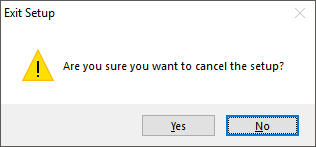 Exit Setup
Are you sure you want to cancel the setup?
Yes
No